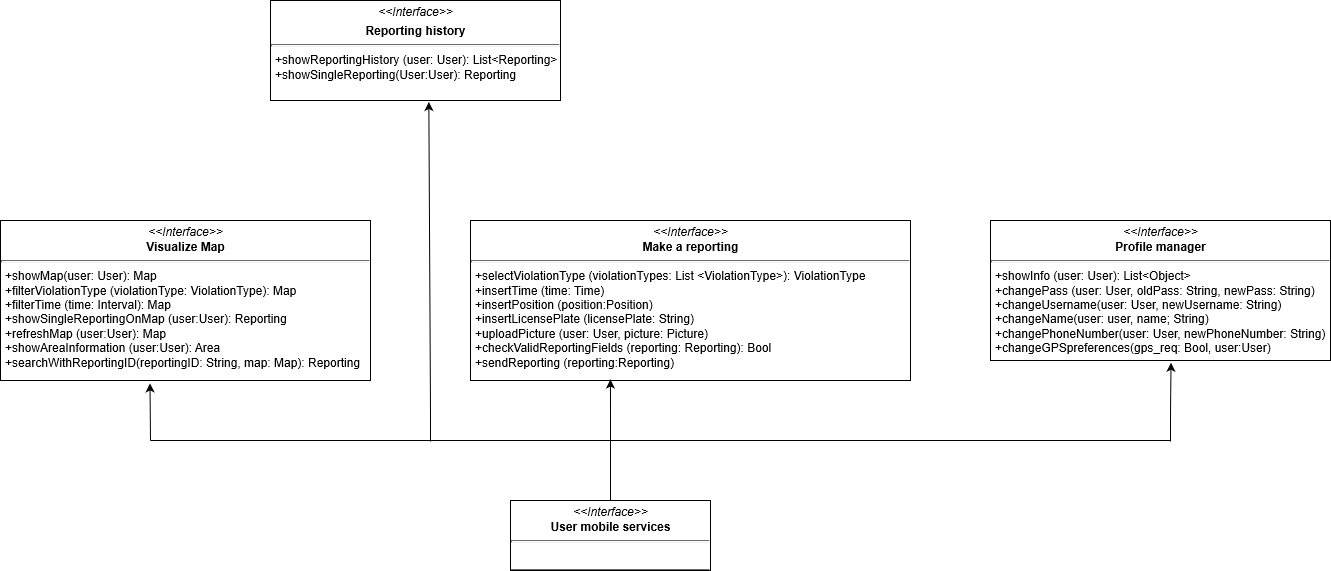 <<Interface>>
Reporting history
+showReportingHistory (user: User): List<Reporting>
+showSingleReporting(User:User): Reporting
<<Interface>>
Visualize Map
+showMap(user: User): Map
+filterViolationType (violationType: ViolationType): Map
+filterTime (time: Interval): Map
+showSingleReportingOnMap (user:User): Reporting
+refreshMap (user:User): Map
+showAreaInformation (user:User): Area
+searchWithReportingID(reportingID: String, map: Map): Reporting
<<Interface>>
Make a reporting
+selectViolationType (violationTypes: List <ViolationType>): ViolationType
+insertTime (time: Time)
+insertPosition (position:Position)
+insertLicensePlate (licensePlate: String)
+uploadPicture (user: User, picture: Picture)
+checkValidReportingFields (reporting: Reporting): Bool
+sendReporting (reporting:Reporting)
<<Interface>>
Profile manager
+showInfo (user: User): List<Object>
+changePass (user: User, oldPass: String, newPass: String)
+changeUsername(user: User, newUsername: String)
+changeName(user: user, name; String)
+changePhoneNumber(user: User, newPhoneNumber: String)
+changeGPSpreferences(gps_req: Bool, user:User)
<<Interface>>
User mobile services